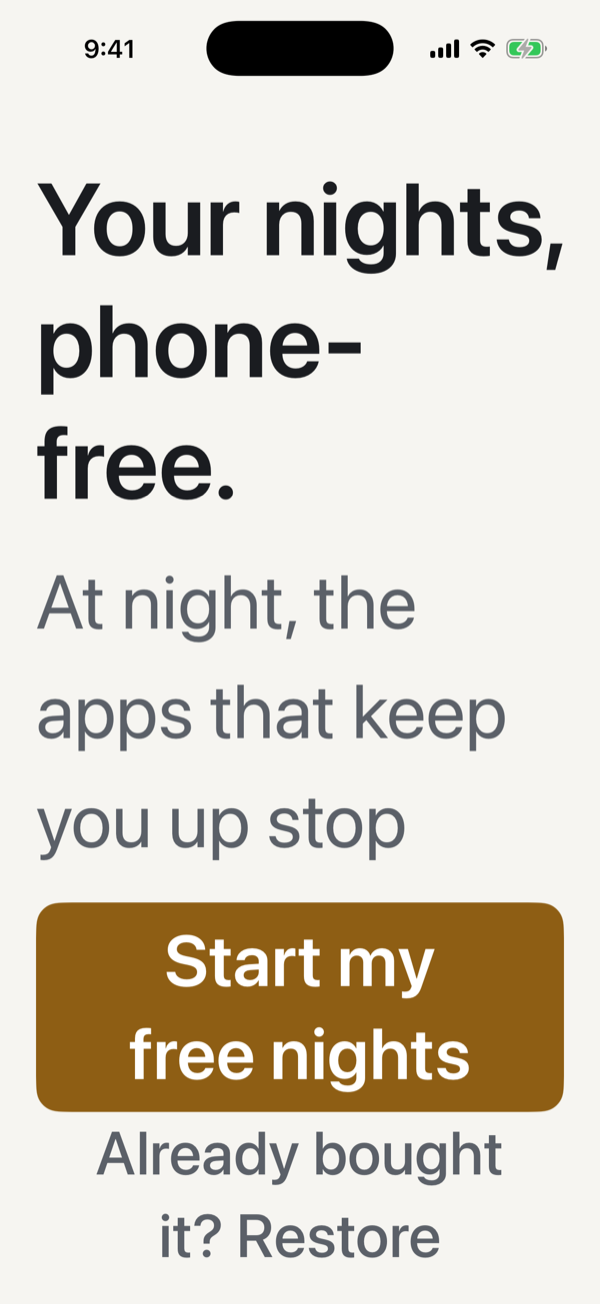 9:41
Your nights,
phone-
free.
At night, the
apps that keep
you up stop
Start my
free nights
Already bought
it? Restore